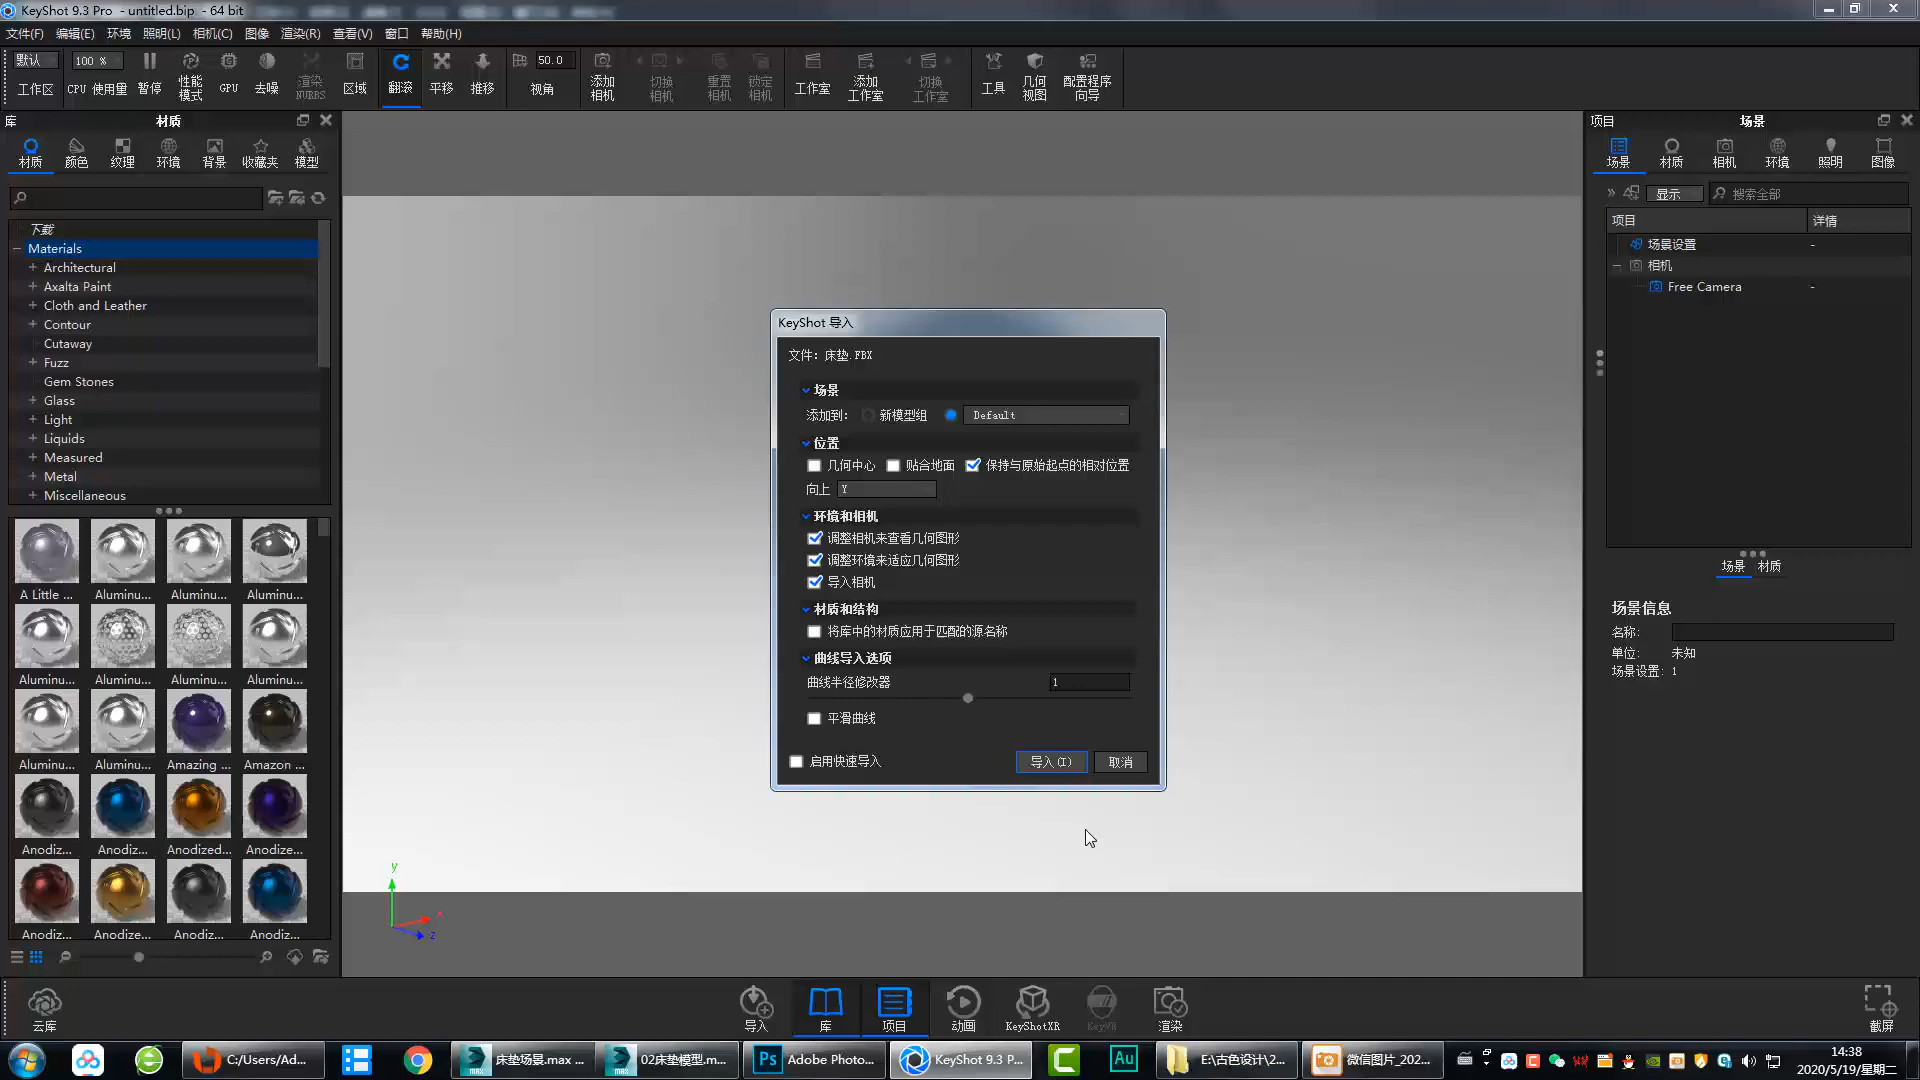 KeyShot 9.3 Pro - untitled.bip - 64 bit
文件(F) 编辑(E) 环境 照明(L) 相机(C) 图像 渲染(R) 查看(V) 窗口 帮助(H)
默认
工作区
100 %
CPU 使用量
暂停
性能
模式
GPU
去噪
渲染
NURBS
区域
翻滚
平移
推移
50.0
视角
添加
相机
切换
相机
重置
相机
锁定
相机
工作室
添加
工作室
切换
工作室
工具
几何
视图
配置程序
向导
库
材质
材质 颜色 纹理 环境 背景 收藏夹 模型
下载
Materials
Architectural
Axalta Paint
Cloth and Leather
Contour
Cutaway
Fuzz
Gem Stones
Glass
Light
Liquids
Measured
Metal
Miscellaneous
A Little ... Aluminu... Aluminu... Aluminu...
Aluminu... Aluminu... Aluminu... Aluminu...
Aluminu... Aluminu... Amazing ... Amazon ...
Anodiz... Anodiz... Anodized... Anodize...
Anodiz... Anodize... Anodiz... Anodiz...
y
x
z
KeyShot 导入
文件: 床垫.FBX
场景
添加到: 新模型组 Default
位置
几何中心 贴合地面 保持与原始起点的相对位置
向上 Y
环境和相机
调整相机来查看几何图形
调整环境来适应几何图形
导入相机
材质和结构
将库中的材质应用于匹配的源名称
曲线导入选项
曲线半径修改器 1
平滑曲线
启用快速导入 导入(I) 取消
项目
场景
场景 材质 相机 环境 照明 图像
显示 搜索全部
项目 详情
场景设置 -
相机
Free Camera -
场景 材质
场景信息
名称:
单位: 未知
场景设置: 1
云库
导入 库 项目 动画 KeyShotXR KeyVR 渲染
截屏
C:/Users/Ad... 床垫场景.max ... 02床垫模型.m... Adobe Photo... KeyShot 9.3 P... E:\古色设计\2... 微信图片_202...
14:38
2020/5/19/星期二